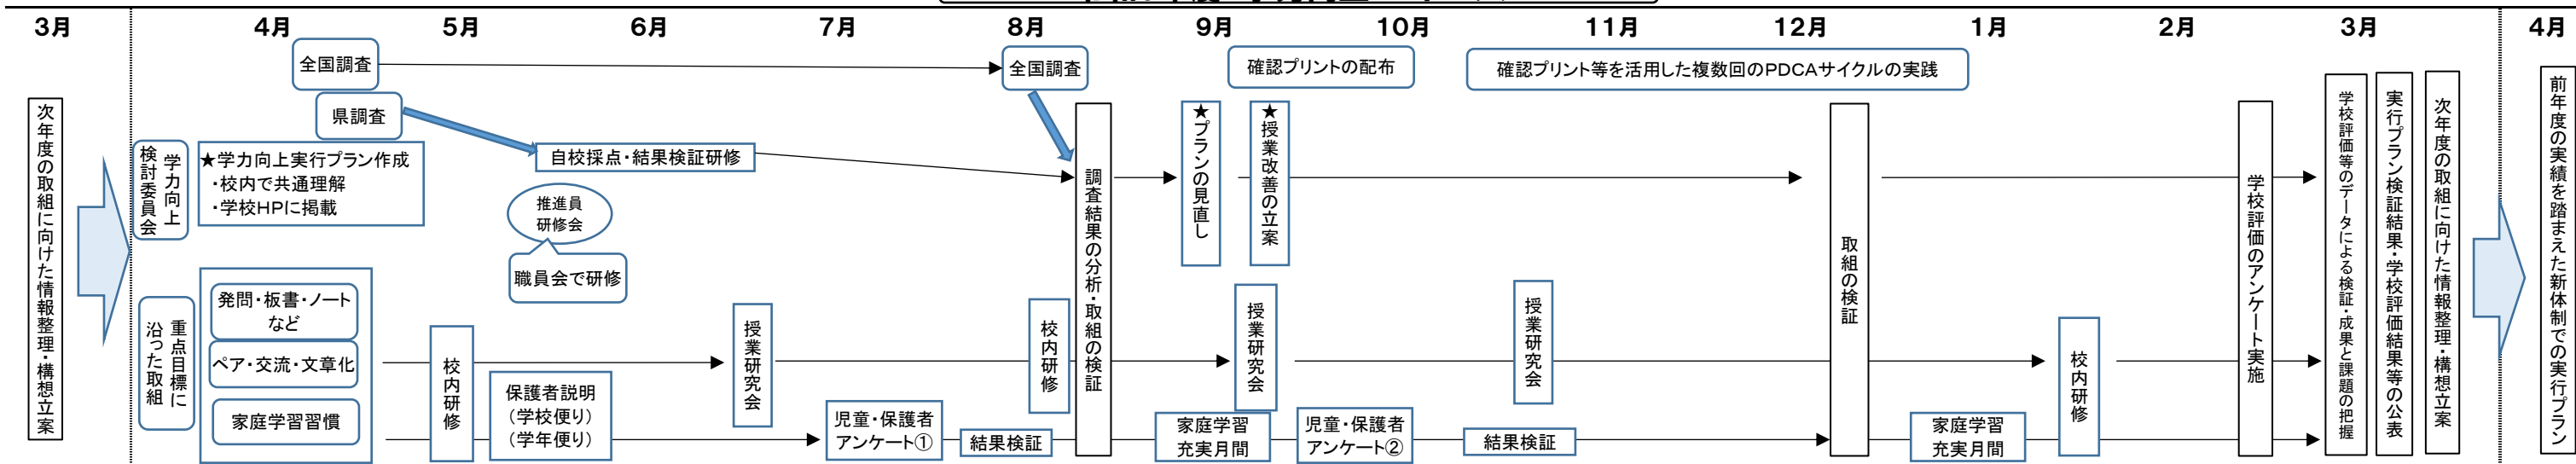 3月
4月
5月
6月
7月
8月
9月
10月
11月
12月
1月
2月
3月
4月
次年度の取組に向けた情報整理・構想立案
全国調査
全国調査
確認プリントの配布
確認プリント等を活用した複数回のPDCAサイクルの実践
県調査
学力向上
検討委員会
★学力向上実行プラン作成
・校内で共通理解
・学校HPに掲載
自校採点・結果検証研修
推進員
研修会
職員会で研修
調査結果の分析・取組の検証
★プランの見直し
★授業改善の立案
取組の検証
学校評価のアンケート実施
学校評価等のデータによる検証・成果と課題の把握
実行プラン検証結果・学校評価結果等の公表
次年度の取組に向けた情報整理・構想立案
前年度の実績を踏まえた新体制での実行プラン
重点目標に
沿った取組
発問・板書・ノート
など
ペア・交流・文章化
家庭学習習慣
校内研修
保護者説明
(学校便り)
(学年便り)
授業研究会
児童・保護者
アンケート①
結果検証
校内研修
授業研究会
家庭学習
充実月間
児童・保護者
アンケート②
結果検証
授業研究会
家庭学習
充実月間
校内研修